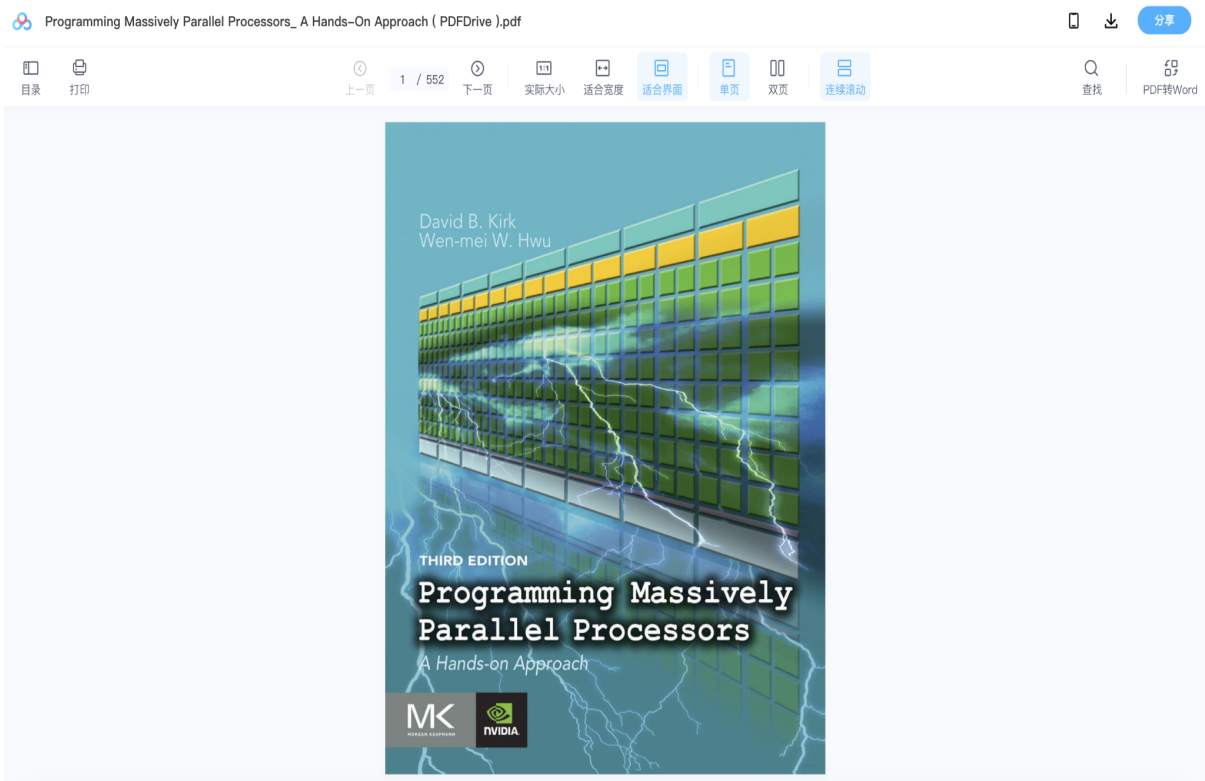 Programming Massively Parallel Processors_ A Hands-On Approach ( PDFDrive ).pdf
分享
目录
打印
上一页
1 / 552
下一页
1:1
实际大小
适合宽度
适合界面
单页
双页
连续滚动
查找
PDF转Word
David B. Kirk
Wen-mei W. Hwu
THIRD EDITION
Programming Massively
Parallel Processors
A Hands-on Approach
MK
MORGAN KAUFMANN
NVIDIA.